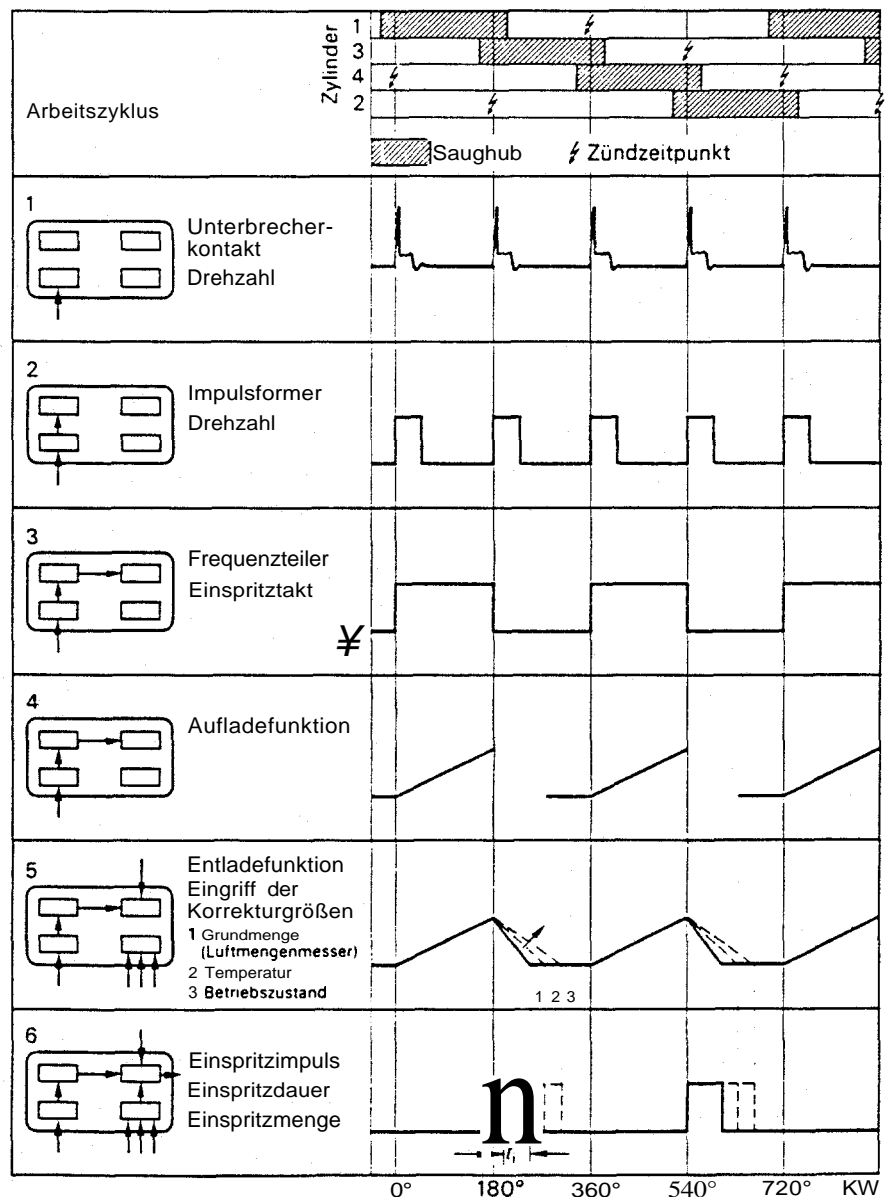 Zylinder
1
3
4
2
Arbeitszyklus
Saughub
Zündzeitpunkt
1
Unterbrecher-
kontakt
Drehzahl
2
Impulsformer
Drehzahl
3
Frequenzteiler
Einspritztakt
¥
4
Aufladefunktion
5
Entladefunktion
Eingriff der
Korrekturgrößen
1 Grundmenge
(Luftmengenmesser)
2 Temperatur
3 Betriebszustand
1 2 3
6
Einspritzimpuls
Einspritzdauer
Einspritzmenge
n
0° 180° 360° 540° 720° KW